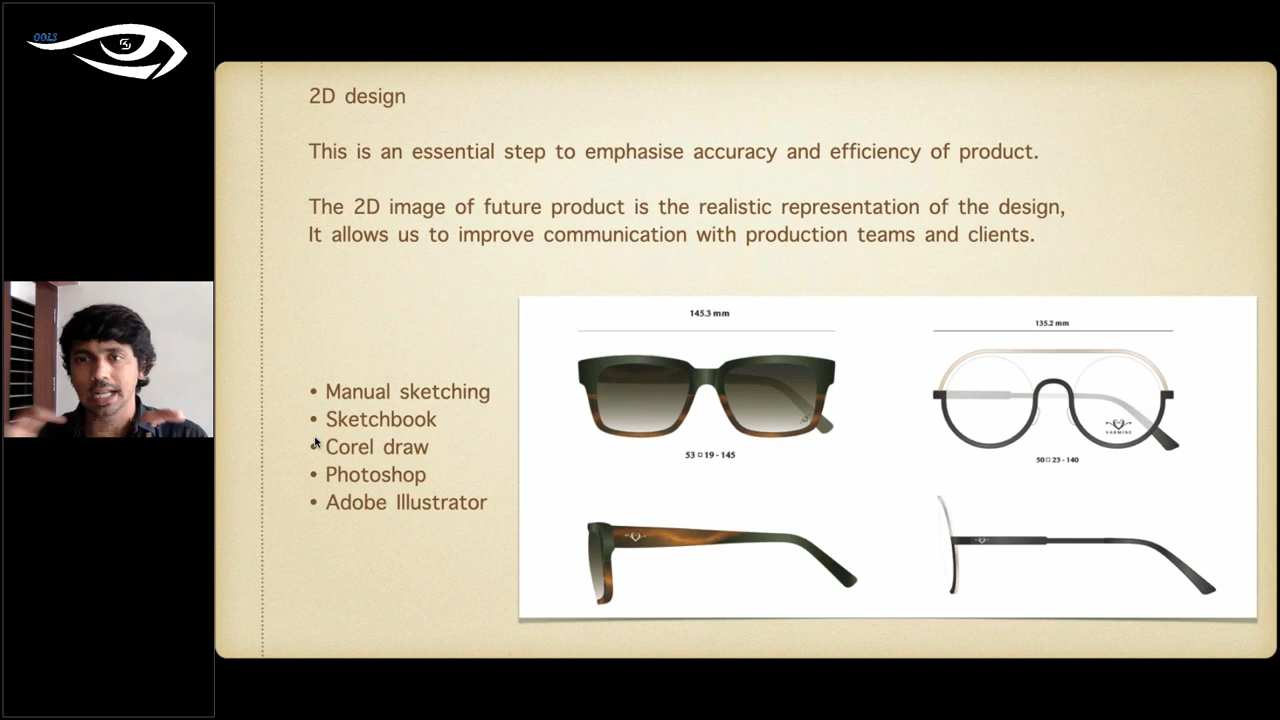 OOLS
2D design
This is an essential step to emphasise accuracy and efficiency of product.
The 2D image of future product is the realistic representation of the design,
It allows us to improve communication with production teams and clients.
• Manual sketching
• Sketchbook
• Corel draw
• Photoshop
• Adobe Illustrator
145.3 mm
53 □ 19 - 145
135.2 mm
VARMINE
50 □ 23 - 140